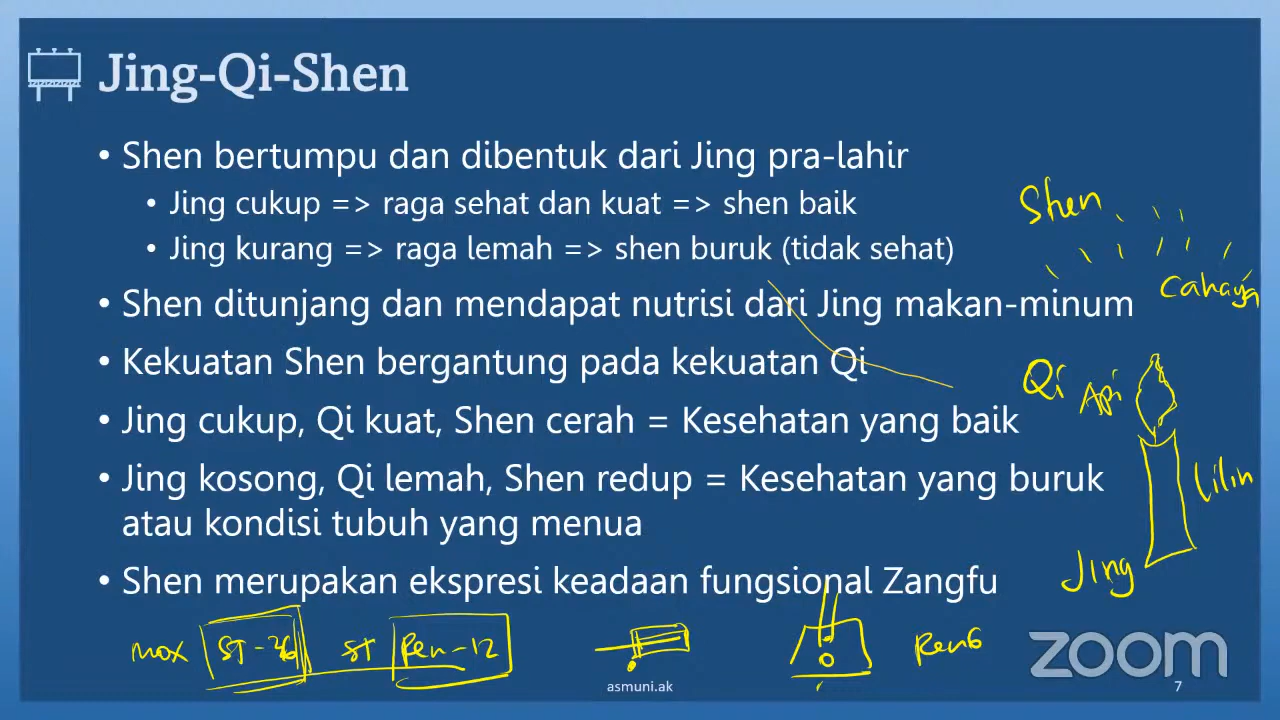 Jing-Qi-Shen
• Shen bertumpu dan dibentuk dari Jing pra-lahir
• Jing cukup => raga sehat dan kuat => shen baik
• Jing kurang => raga lemah => shen buruk (tidak sehat)
• Shen ditunjang dan mendapat nutrisi dari Jing makan-minum
• Kekuatan Shen bergantung pada kekuatan Qi
• Jing cukup, Qi kuat, Shen cerah = Kesehatan yang baik
• Jing kosong, Qi lemah, Shen redup = Kesehatan yang buruk
atau kondisi tubuh yang menua
• Shen merupakan ekspresi keadaan fungsional Zangfu
Shen
Cahaya
Qi Api
Lilin
Jing
mox ST-36 ST Ren-12 Ren6
zoom
asmuni.ak
7